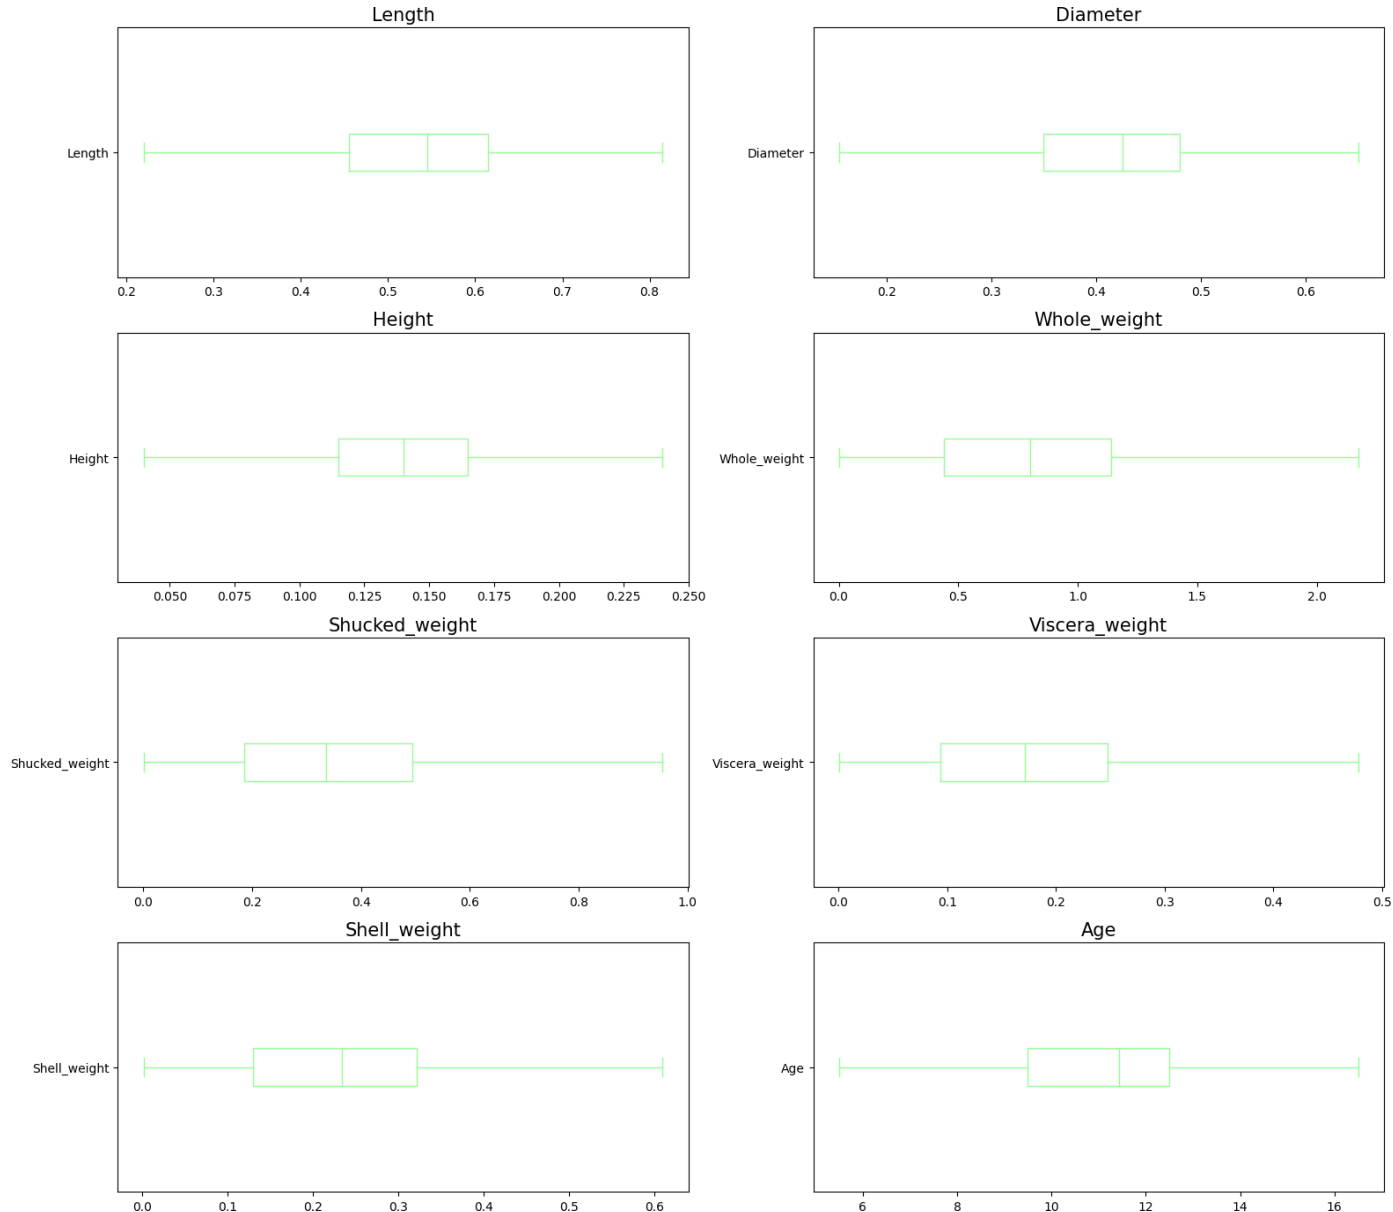 Length
Diameter
Length
Diameter
0.2 0.3 0.4 0.5 0.6 0.7 0.8
0.2 0.3 0.4 0.5 0.6
Height
Whole_weight
Height
Whole_weight
0.050 0.075 0.100 0.125 0.150 0.175 0.200 0.225 0.250
0.0 0.5 1.0 1.5 2.0
Shucked_weight
Viscera_weight
Shucked_weight
Viscera_weight
0.0 0.2 0.4 0.6 0.8 1.0
0.0 0.1 0.2 0.3 0.4 0.5
Shell_weight
Age
Shell_weight
Age
0.0 0.1 0.2 0.3 0.4 0.5 0.6
6 8 10 12 14 16